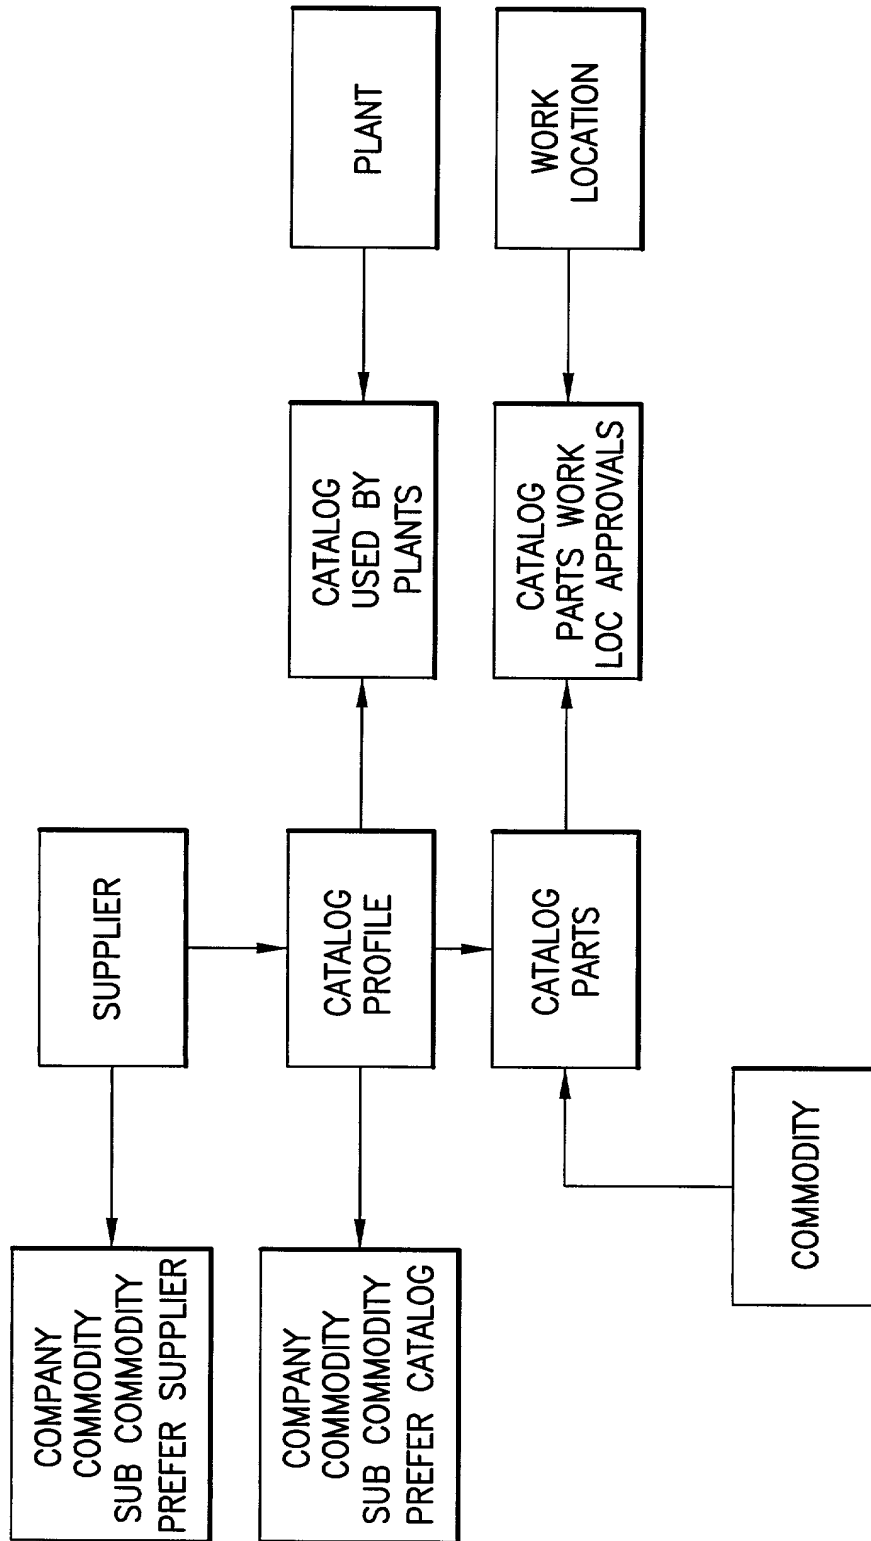 COMPANY
COMMODITY
SUB COMMODITY
PREFER SUPPLIER
SUPPLIER
COMPANY
COMMODITY
SUB COMMODITY
PREFER CATALOG
CATALOG
PROFILE
CATALOG
USED BY
PLANTS
PLANT
CATALOG
PARTS
CATALOG
PARTS WORK
LOC APPROVALS
WORK
LOCATION
COMMODITY